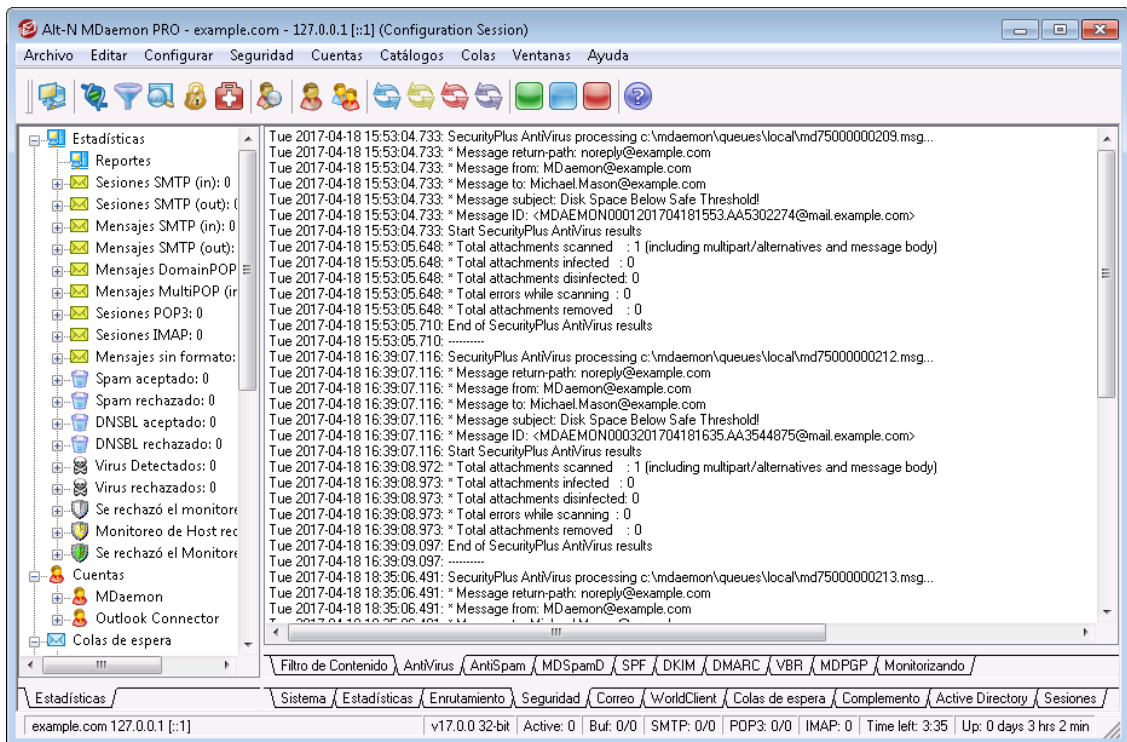 Alt-N MDaemon PRO - example.com - 127.0.0.1 [::1] (Configuration Session)
Archivo Editar Configurar Seguridad Cuentas Catálogos Colas Ventanas Ayuda
Estadísticas
Reportes
Sesiones SMTP (in): 0
Sesiones SMTP (out): (
Mensajes SMTP (in): 0
Mensajes SMTP (out):
Mensajes DomainPOP
Mensajes MultiPOP (ir
Sesiones POP3: 0
Sesiones IMAP: 0
Mensajes sin formato:
Spam aceptado: 0
Spam rechazado: 0
DNSBL aceptado: 0
DNSBL rechazado: 0
Virus Detectados: 0
Virus rechazados: 0
Se rechazó el monitore
Monitoreo de Host rec
Se rechazó el Monitore
Cuentas
MDaemon
Outlook Connector
Colas de espera
Estadísticas
Tue 2017-04-18 15:53:04.733: SecurityPlus AntiVirus processing c:\mdaemon\queues\local\md75000000209.msg...
Tue 2017-04-18 15:53:04.733: * Message return-path: noreply@example.com
Tue 2017-04-18 15:53:04.733: * Message from: MDaemon@example.com
Tue 2017-04-18 15:53:04.733: * Message to: Michael.Mason@example.com
Tue 2017-04-18 15:53:04.733: * Message subject: Disk Space Below Safe Threshold!
Tue 2017-04-18 15:53:04.733: * Message ID: <MDAEMON0001201704181553.AA5302274@mail.example.com>
Tue 2017-04-18 15:53:04.733: Start SecurityPlus AntiVirus results
Tue 2017-04-18 15:53:05.648: * Total attachments scanned : 1 (including multipart/alternatives and message body)
Tue 2017-04-18 15:53:05.648: * Total attachments infected : 0
Tue 2017-04-18 15:53:05.648: * Total attachments disinfected: 0
Tue 2017-04-18 15:53:05.648: * Total errors while scanning : 0
Tue 2017-04-18 15:53:05.648: * Total attachments removed : 0
Tue 2017-04-18 15:53:05.710: End of SecurityPlus AntiVirus results
Tue 2017-04-18 15:53:05.710: ----------
Tue 2017-04-18 16:39:07.116: SecurityPlus AntiVirus processing c:\mdaemon\queues\local\md75000000212.msg...
Tue 2017-04-18 16:39:07.116: * Message return-path: noreply@example.com
Tue 2017-04-18 16:39:07.116: * Message from: MDaemon@example.com
Tue 2017-04-18 16:39:07.116: * Message to: Michael.Mason@example.com
Tue 2017-04-18 16:39:07.116: * Message subject: Disk Space Below Safe Threshold!
Tue 2017-04-18 16:39:07.116: * Message ID: <MDAEMON0003201704181635.AA3544875@mail.example.com>
Tue 2017-04-18 16:39:07.116: Start SecurityPlus AntiVirus results
Tue 2017-04-18 16:39:08.972: * Total attachments scanned : 1 (including multipart/alternatives and message body)
Tue 2017-04-18 16:39:08.973: * Total attachments infected : 0
Tue 2017-04-18 16:39:08.973: * Total attachments disinfected: 0
Tue 2017-04-18 16:39:08.973: * Total errors while scanning : 0
Tue 2017-04-18 16:39:08.973: * Total attachments removed : 0
Tue 2017-04-18 16:39:09.097: End of SecurityPlus AntiVirus results
Tue 2017-04-18 16:39:09.097: ----------
Tue 2017-04-18 18:35:06.491: SecurityPlus AntiVirus processing c:\mdaemon\queues\local\md75000000213.msg...
Tue 2017-04-18 18:35:06.491: * Message return-path: noreply@example.com
Tue 2017-04-18 18:35:06.491: * Message from: MDaemon@example.com
Filtro de Contenido AntiVirus AntiSpam MDSpamD SPF DKIM DMARC VBR MDPGP Monitorizando
Sistema Estadísticas Enrutamiento Seguridad Correo WorldClient Colas de espera Complemento Active Directory Sesiones
example.com 127.0.0.1 [::1] v17.0.0 32-bit Active: 0 Buf: 0/0 SMTP: 0/0 POP3: 0/0 IMAP: 0 Time left: 3:35 Up: 0 days 3 hrs 2 min